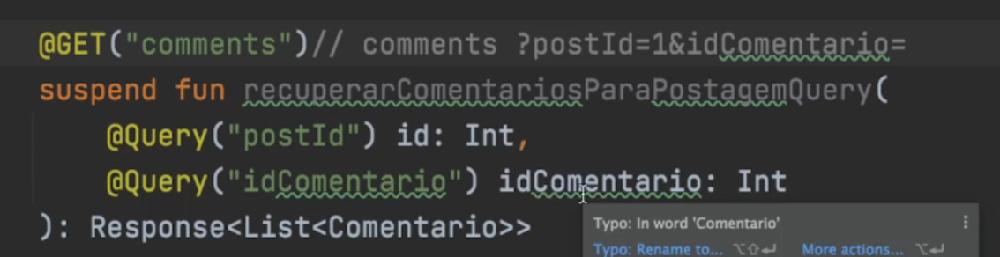 @GET("comments")// comments ?postId=1&idComentario=
suspend fun recuperarComentariosParaPostagemQuery(
@Query("postId") id: Int,
@Query("idComentario") idComentario: Int
): Response<List<Comentario>>
Typo: In word 'Comentario'
Typo: Rename to... ⌥⇧↩ More actions... ⌥↩